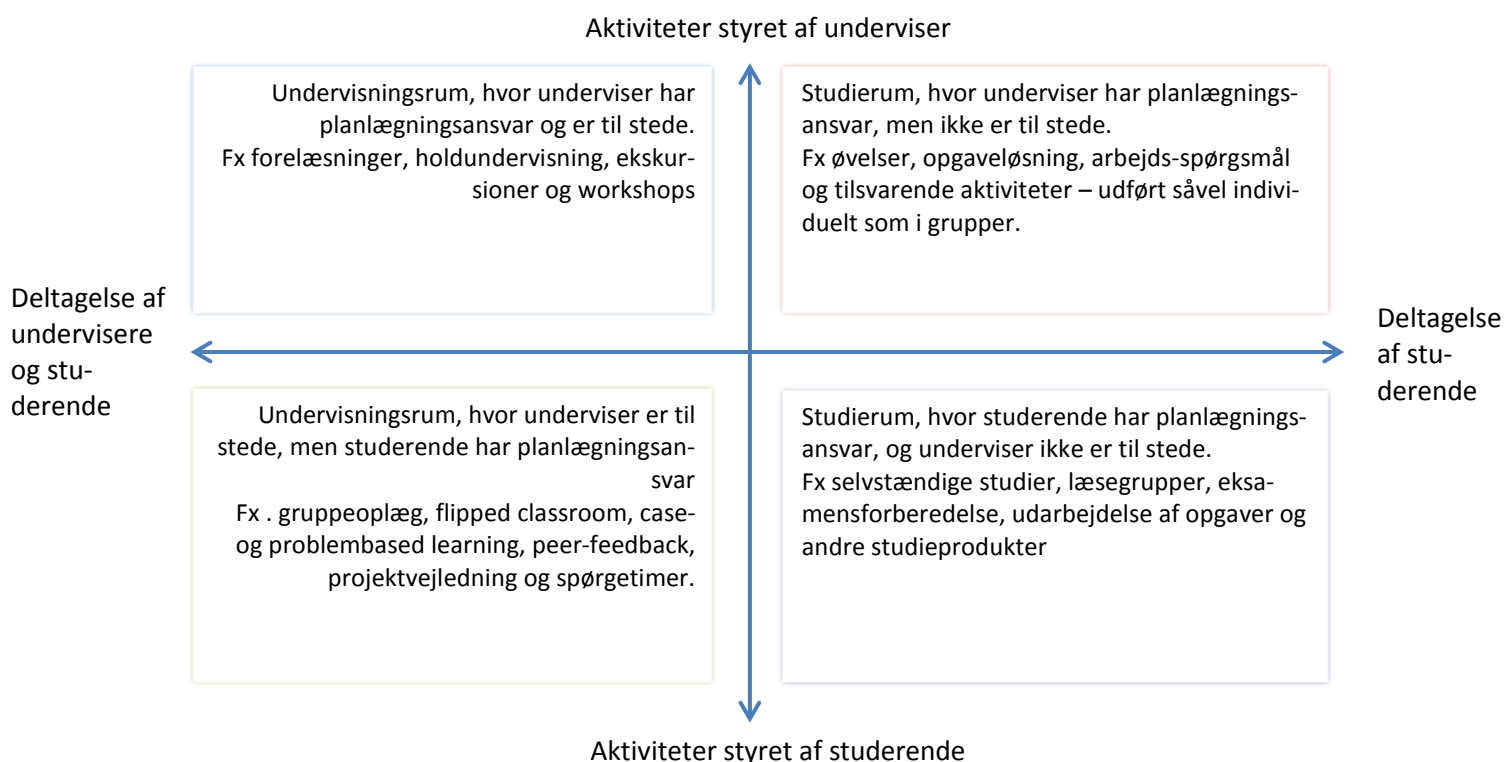 Aktiviteter styret af underviser
Undervisningsrum, hvor underviser har
planlægningsansvar og er til stede.
Fx forelæsninger, holdundervisning, ekskur-
sioner og workshops
Studierum, hvor underviser har planlægnings-
ansvar, men ikke er til stede.
Fx øvelser, opgaveløsning, arbejds-spørgsmål
og tilsvarende aktiviteter – udført såvel indivi-
duelt som i grupper.
Deltagelse af
undervisere
og stu-
derende
Deltagelse
af stu-
derende
Undervisningsrum, hvor underviser er til
stede, men studerende har planlægningsan-
svar
Fx . gruppeoplæg, flipped classroom, case-
og problembased learning, peer-feedback,
projektvejledning og spørgetimer.
Studierum, hvor studerende har planlægnings-
ansvar, og underviser ikke er til stede.
Fx selvstændige studier, læsegrupper, eksa-
mensforberedelse, udarbejdelse af opgaver og
andre studieprodukter
Aktiviteter styret af studerende